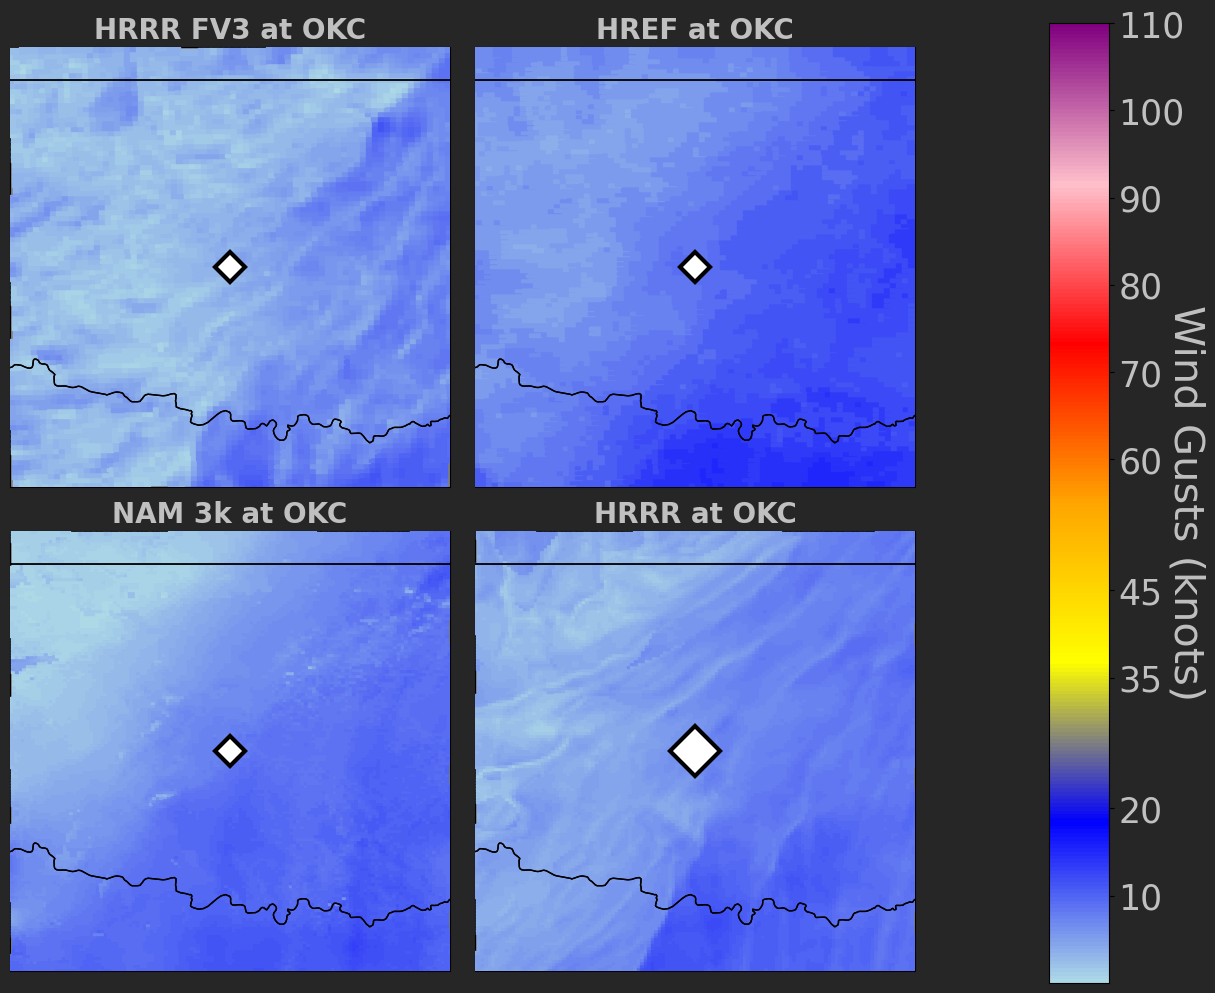 HRRR FV3 at OKC
HREF at OKC
NAM 3k at OKC
HRRR at OKC
110
100
90
80
70
60
45
35
20
10
Wind Gusts (knots)